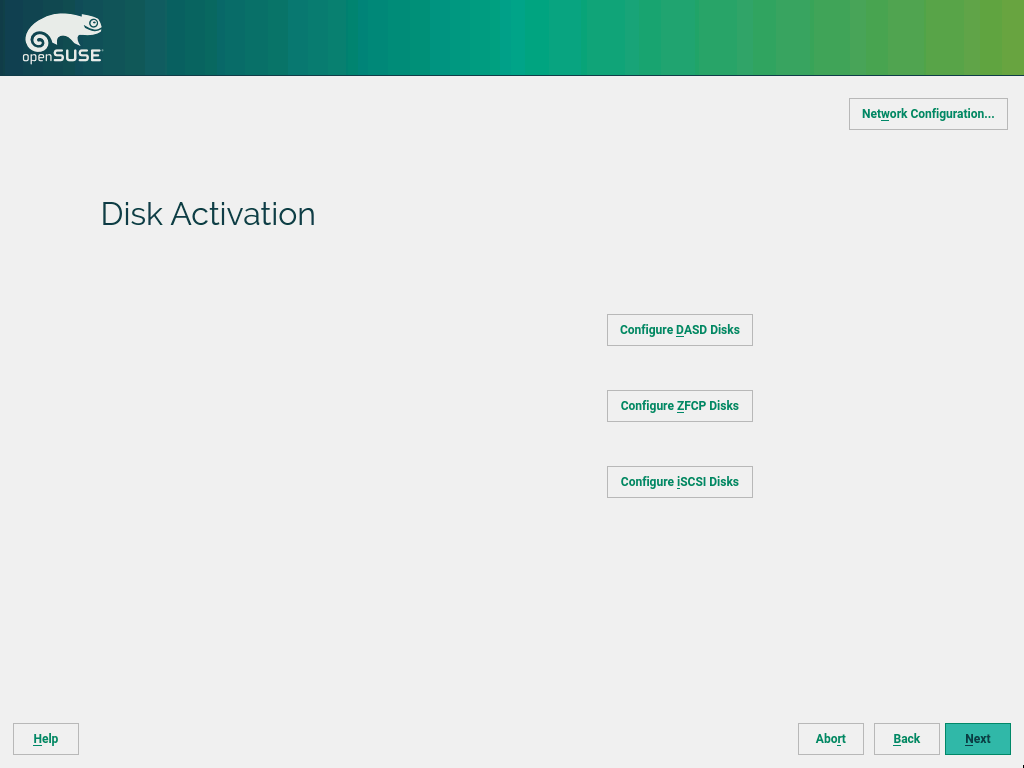 openSUSE
Network Configuration...
Disk Activation
Configure DASD Disks
Configure ZFCP Disks
Configure iSCSI Disks
Help
Abort
Back
Next